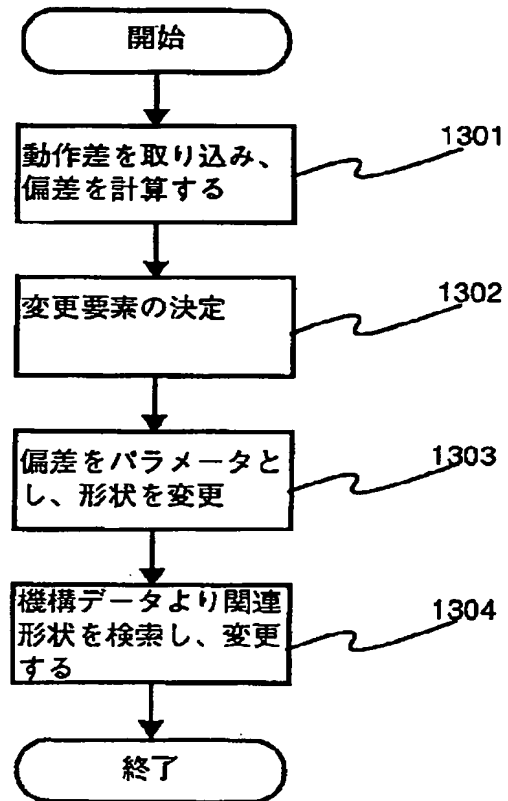 開始
動作差を取り込み、
偏差を計算する
1301
変更要素の決定
1302
偏差をパラメータと
し、形状を変更
1303
機構データより関連
形状を検索し、変更
する
1304
終了